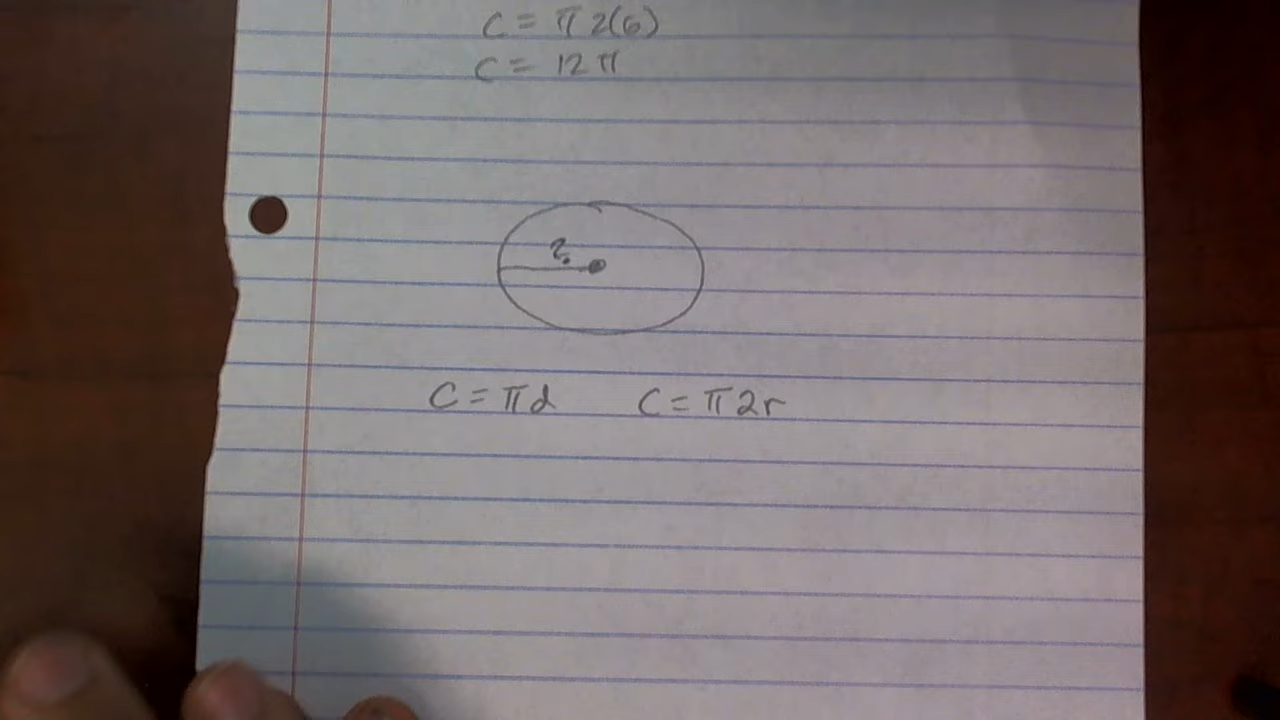 C = π 2(6)
C = 12π
?
C = πd C = π2r